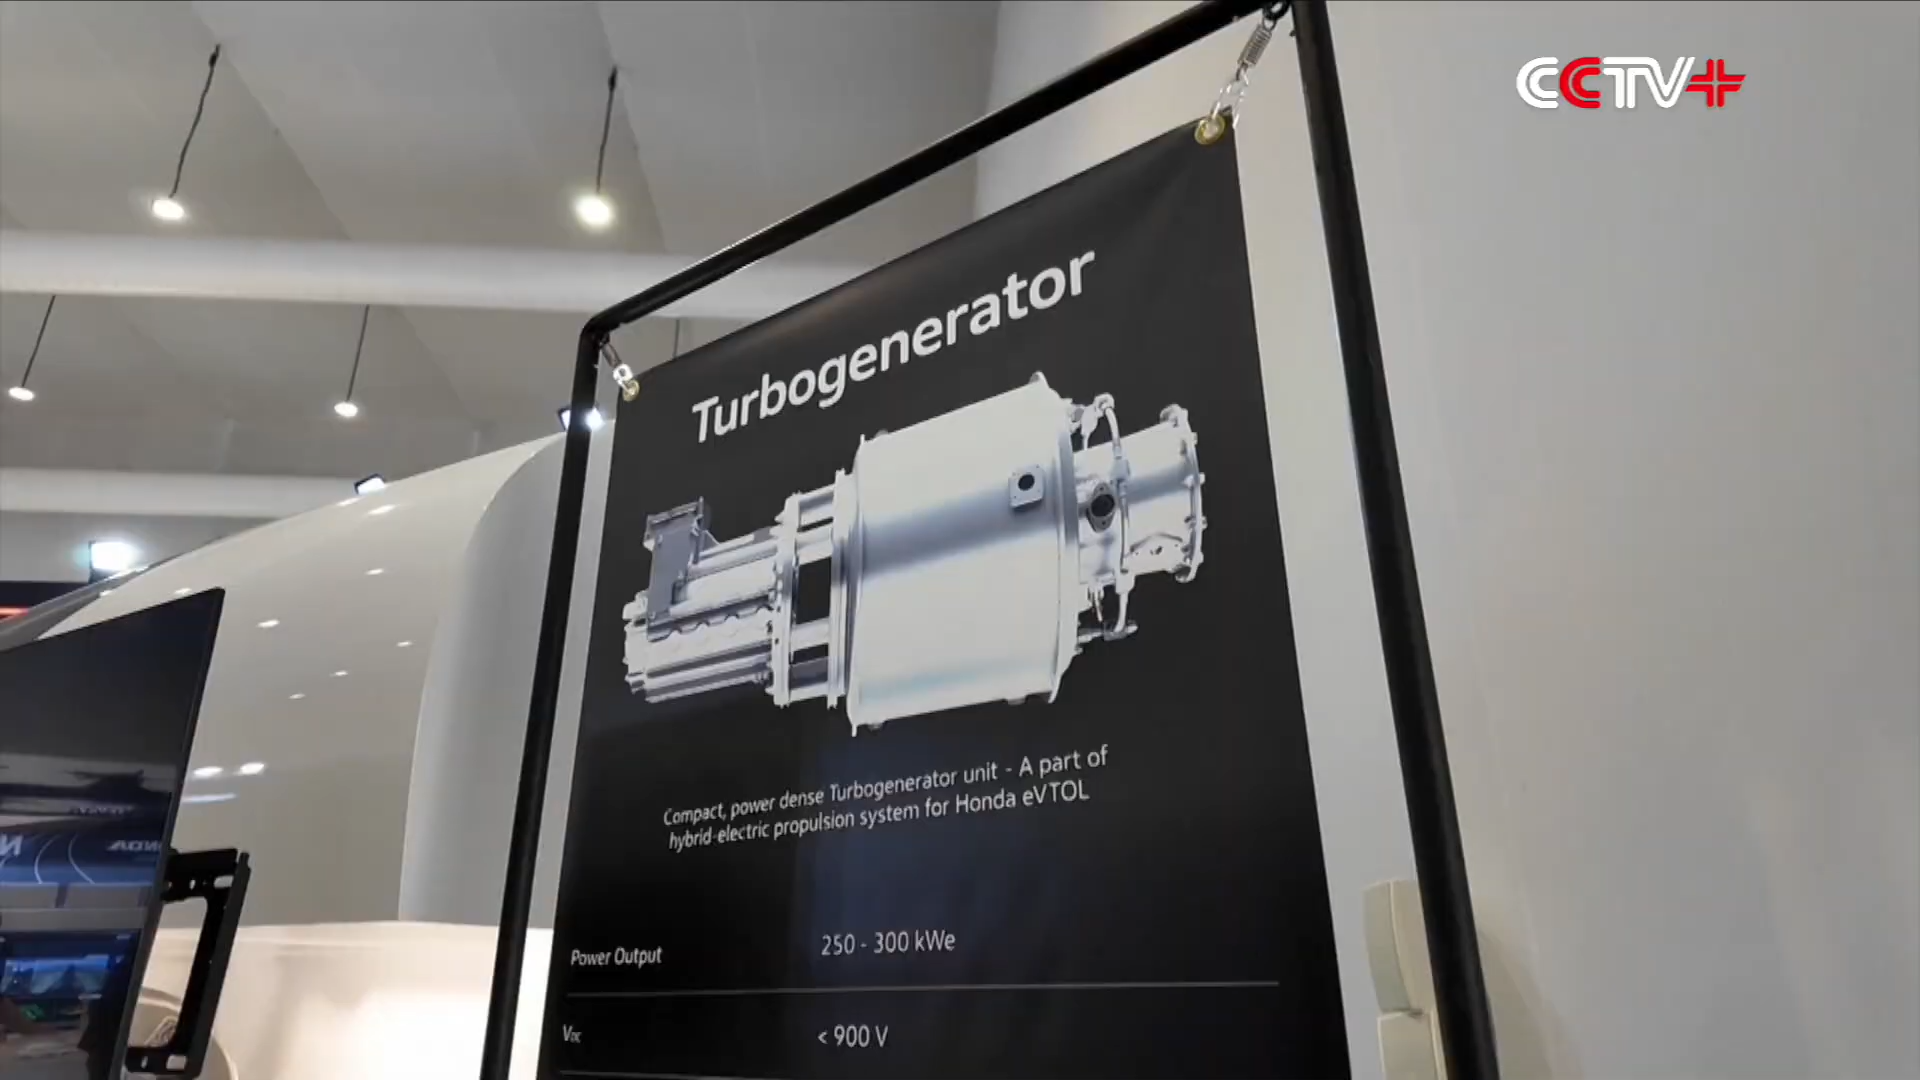 CCTV+
Turbogenerator
Compact, power dense Turbogenerator unit - A part of
hybrid-electric propulsion system for Honda eVTOL
Power Output
250 - 300 kWe
VDC
< 900 V